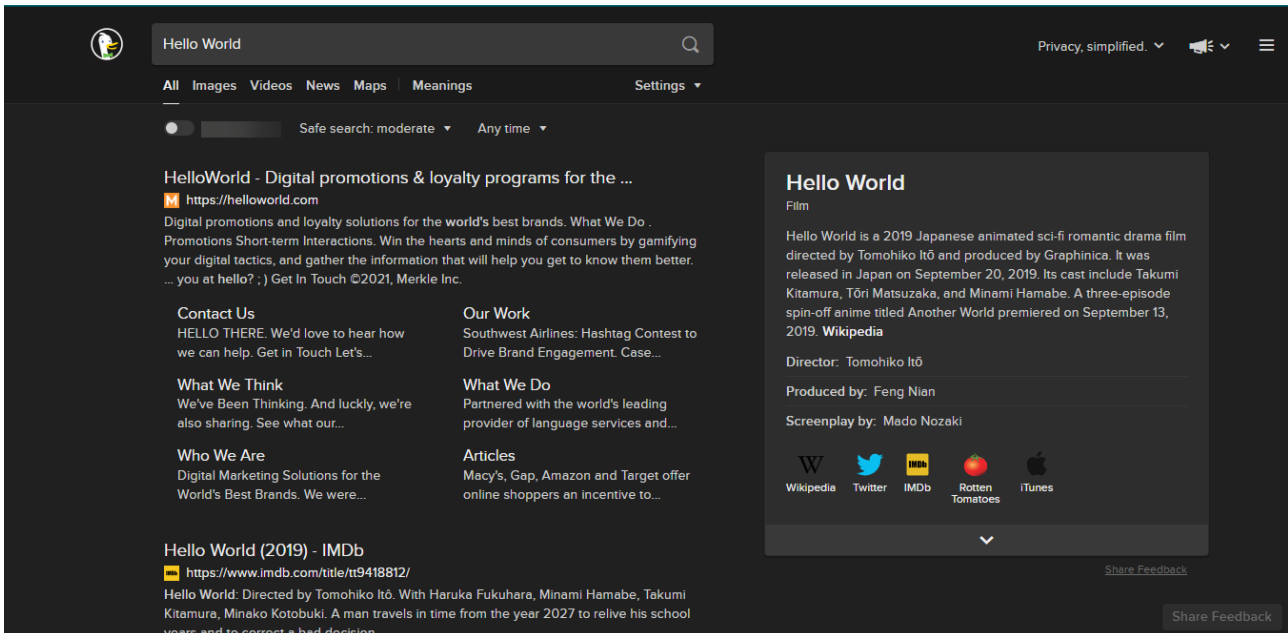 Hello World
Privacy, simplified.
All Images Videos News Maps Meanings
Settings
Safe search: moderate
Any time
HelloWorld - Digital promotions & loyalty programs for the ...
M https://helloworld.com
Digital promotions and loyalty solutions for the world's best brands. What We Do .
Promotions Short-term Interactions. Win the hearts and minds of consumers by gamifying
your digital tactics, and gather the information that will help you get to know them better.
... you at hello? ; ) Get In Touch ©2021, Merkle Inc.
Contact Us
HELLO THERE. We'd love to hear how
we can help. Get in Touch Let's...
Our Work
Southwest Airlines: Hashtag Contest to
Drive Brand Engagement. Case...
What We Think
We've Been Thinking. And luckly, we're
also sharing. See what our...
What We Do
Partnered with the world's leading
provider of language services and...
Who We Are
Digital Marketing Solutions for the
World's Best Brands. We were...
Articles
Macy's, Gap, Amazon and Target offer
online shoppers an incentive to...
Hello World (2019) - IMDb
IMDb https://www.imdb.com/title/tt9418812/
Hello World: Directed by Tomohiko Itô. With Haruka Fukuhara, Minami Hamabe, Takumi
Kitamura, Minako Kotobuki. A man travels in time from the year 2027 to relive his school
years and to correct a bad decision.
Hello World
Film
Hello World is a 2019 Japanese animated sci-fi romantic drama film
directed by Tomohiko Itō and produced by Graphinica. It was
released in Japan on September 20, 2019. Its cast include Takumi
Kitamura, Tōri Matsuzaka, and Minami Hamabe. A three-episode
spin-off anime titled Another World premiered on September 13,
2019. Wikipedia
Director: Tomohiko Itō
Produced by: Feng Nian
Screenplay by: Mado Nozaki
W
IMDb
Wikipedia
Twitter
IMDb
Rotten
Tomatoes
iTunes
Share Feedback
Share Feedback